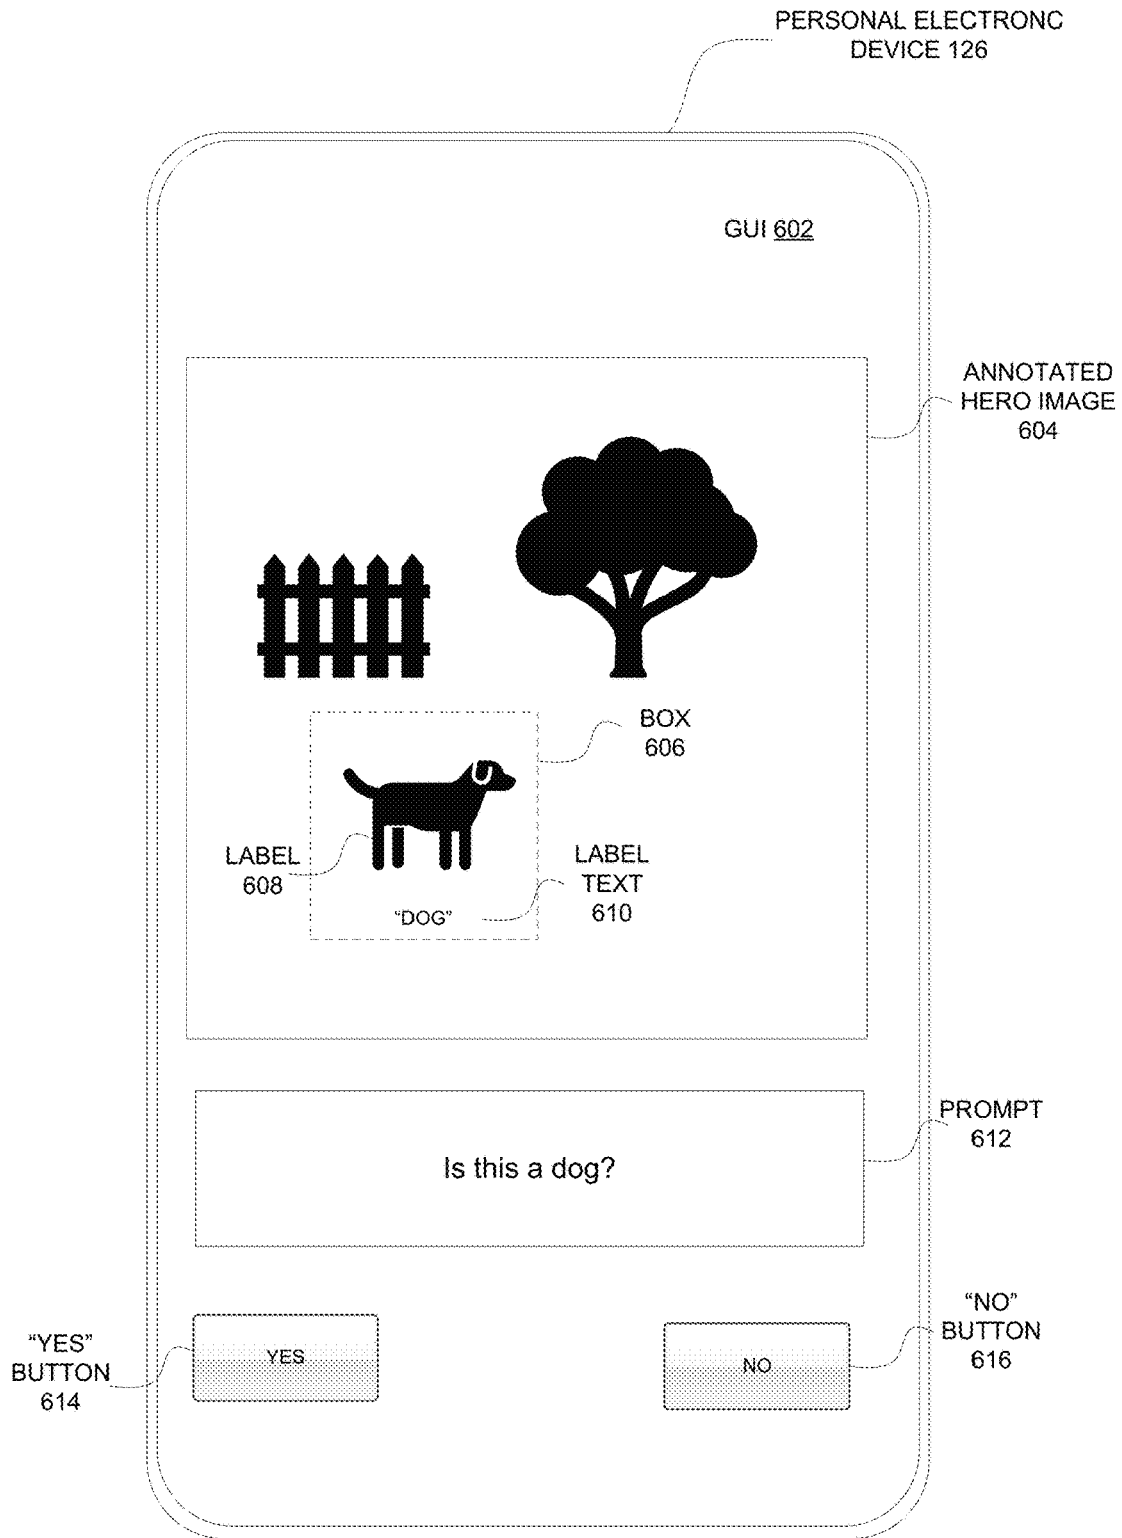 PERSONAL ELECTRONC
DEVICE 126
GUI 602
ANNOTATED
HERO IMAGE
604
BOX
606
LABEL
608
LABEL
TEXT
610
“DOG”
PROMPT
612
Is this a dog?
“YES”
BUTTON
614
YES
NO
“NO”
BUTTON
616